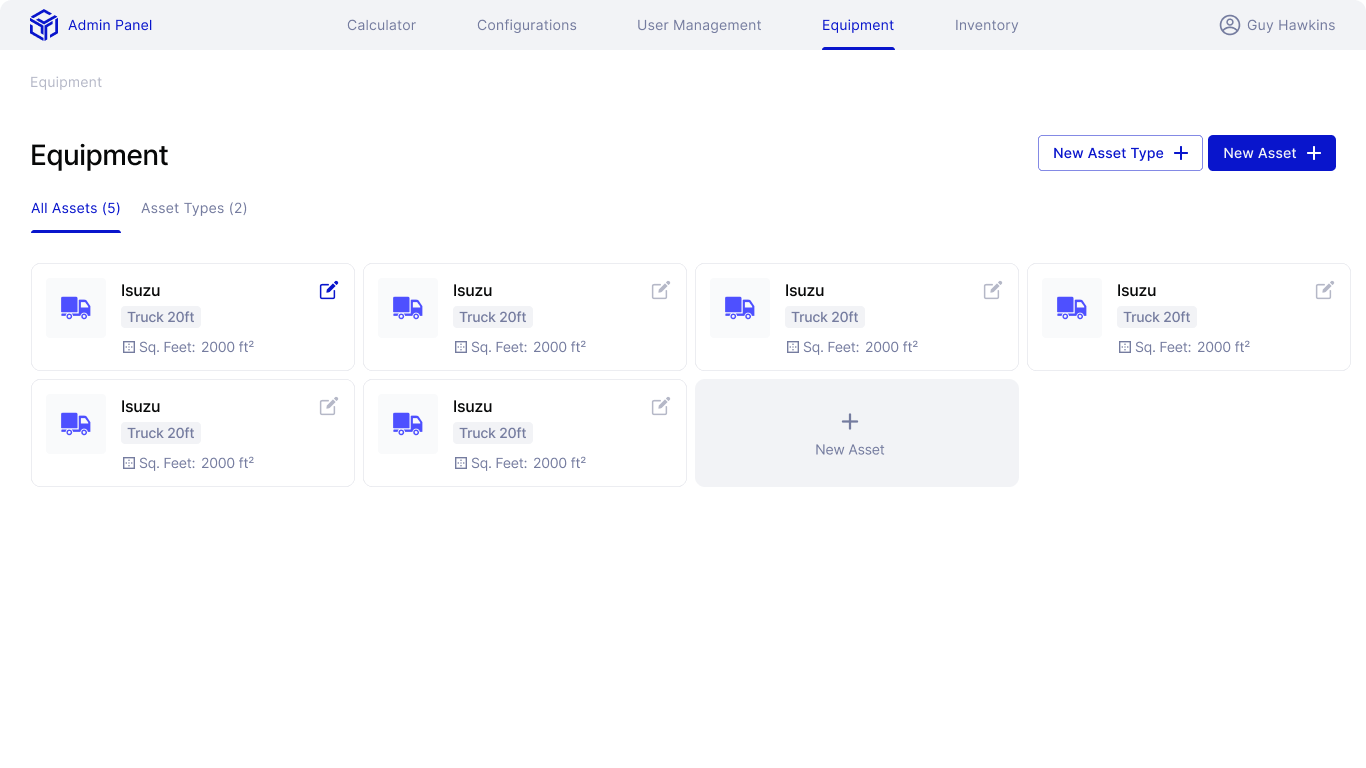 Admin Panel
Calculator
Configurations
User Management
Equipment
Inventory
Guy Hawkins
Equipment
Equipment
New Asset Type
New Asset
All Assets (5)
Asset Types (2)
Isuzu
Truck 20ft
Sq. Feet: 2000 ft²
Isuzu
Truck 20ft
Sq. Feet: 2000 ft²
Isuzu
Truck 20ft
Sq. Feet: 2000 ft²
Isuzu
Truck 20ft
Sq. Feet: 2000 ft²
Isuzu
Truck 20ft
Sq. Feet: 2000 ft²
Isuzu
Truck 20ft
Sq. Feet: 2000 ft²
New Asset